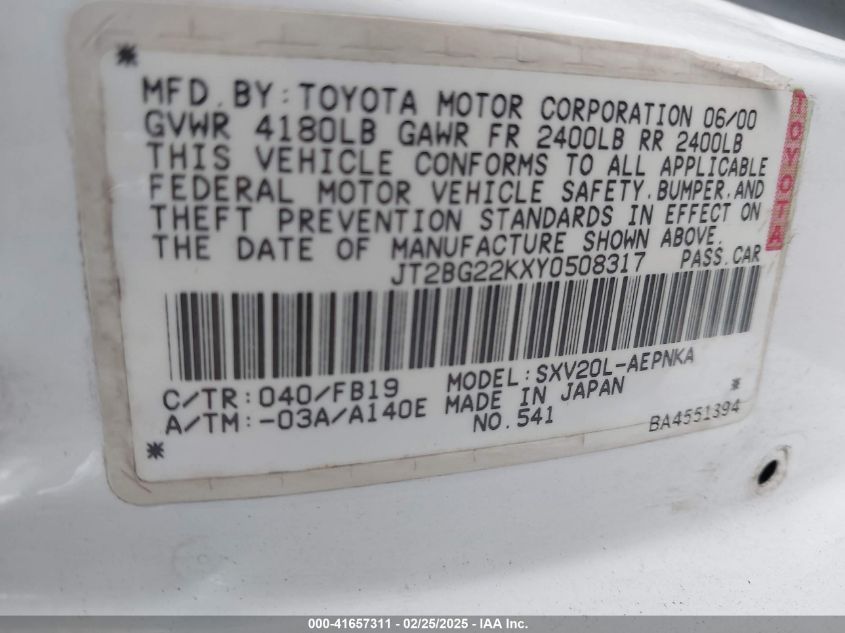 MFD. BY: TOYOTA MOTOR CORPORATION 06/00
GVWR 4180LB GAWR FR 2400LB RR 2400LB
THIS VEHICLE CONFORMS TO ALL APPLICABLE
FEDERAL MOTOR VEHICLE SAFETY, BUMPER, AND
THEFT PREVENTION STANDARDS IN EFFECT ON
THE DATE OF MANUFACTURE SHOWN ABOVE.
JT2BG22KXY0508317 PASS. CAR
TOYOTA
C/TR: 040/FB19 MODEL: SXV20L-AEPNKA
A/TM: -03A/A140E MADE IN JAPAN
NO. 541 BA4551394
000-41657311 - 02/25/2025 - IAA Inc.